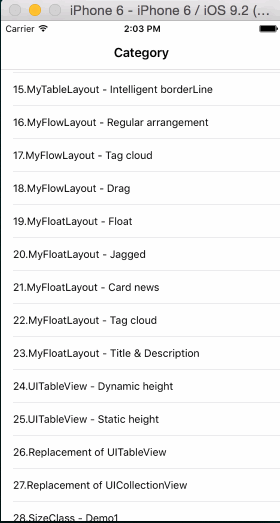 iPhone 6 - iPhone 6 / iOS 9.2 (...
Carrier 2:03 PM
Category
15.MyTableLayout - Intelligent borderLine
16.MyFlowLayout - Regular arrangement
17.MyFlowLayout - Tag cloud
18.MyFlowLayout - Drag
19.MyFloatLayout - Float
20.MyFloatLayout - Jagged
21.MyFloatLayout - Card news
22.MyFloatLayout - Tag cloud
23.MyFloatLayout - Title & Description
24.UITableView - Dynamic height
25.UITableView - Static height
26.Replacement of UITableView
27.Replacement of UICollectionView
28.SizeClass - Demo1